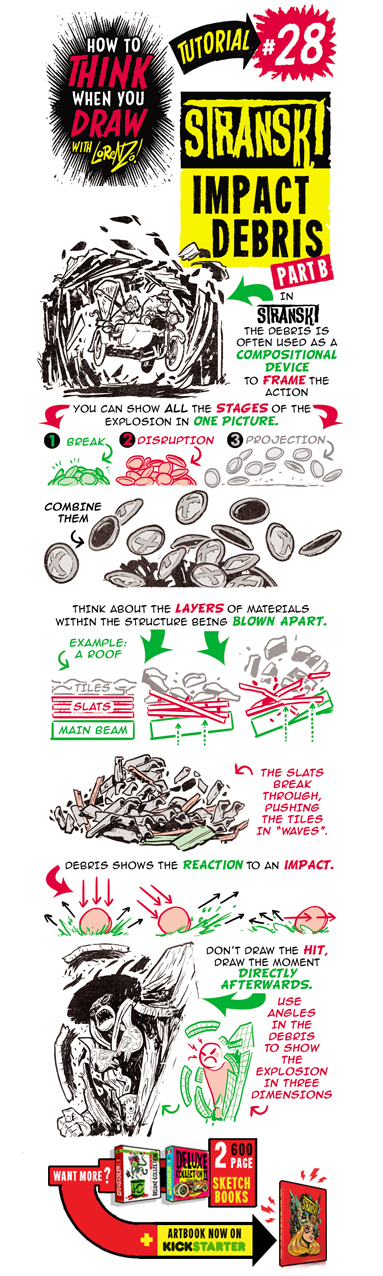 HOW TO
THINK
WHEN YOU
DRAW
WITH LORENZO!
TUTORIAL
#28
STRANSKI
IMPACT
DEBRIS
PART B
IN
STRANSKI
THE DEBRIS IS
OFTEN USED AS A
COMPOSITIONAL
DEVICE
TO FRAME THE
ACTION
YOU CAN SHOW ALL THE STAGES OF THE
EXPLOSION IN ONE PICTURE.
1 BREAK
2 DISRUPTION
3 PROJECTION
COMBINE
THEM
THINK ABOUT THE LAYERS OF MATERIALS
WITHIN THE STRUCTURE BEING BLOWN APART.
EXAMPLE:
A ROOF
TILES
SLATS
MAIN BEAM
THE SLATS
BREAK
THROUGH,
PUSHING
THE TILES
IN "WAVES".
DEBRIS SHOWS THE REACTION TO AN IMPACT.
DON'T DRAW THE HIT,
DRAW THE MOMENT
DIRECTLY
AFTERWARDS.
USE
ANGLES
IN THE
DEBRIS
TO SHOW
THE
EXPLOSION
IN THREE
DIMENSIONS
WANT MORE?
DELUXE
COLLECTION
2 600
PAGE
SKETCH
BOOKS
+ ARTBOOK NOW ON
KICKSTARTER